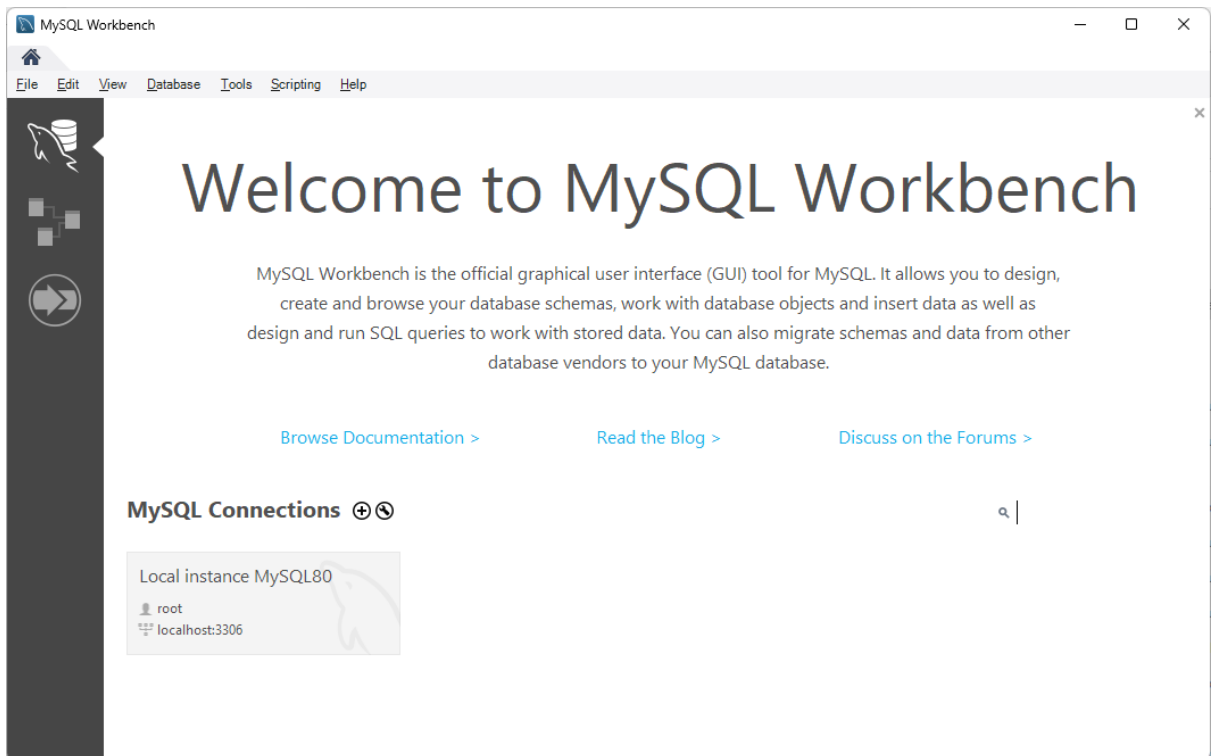 MySQL Workbench
File Edit View Database Tools Scripting Help
Welcome to MySQL Workbench
MySQL Workbench is the official graphical user interface (GUI) tool for MySQL. It allows you to design,
create and browse your database schemas, work with database objects and insert data as well as
design and run SQL queries to work with stored data. You can also migrate schemas and data from other
database vendors to your MySQL database.
Browse Documentation > Read the Blog > Discuss on the Forums >
MySQL Connections
Local instance MySQL80
root
localhost:3306